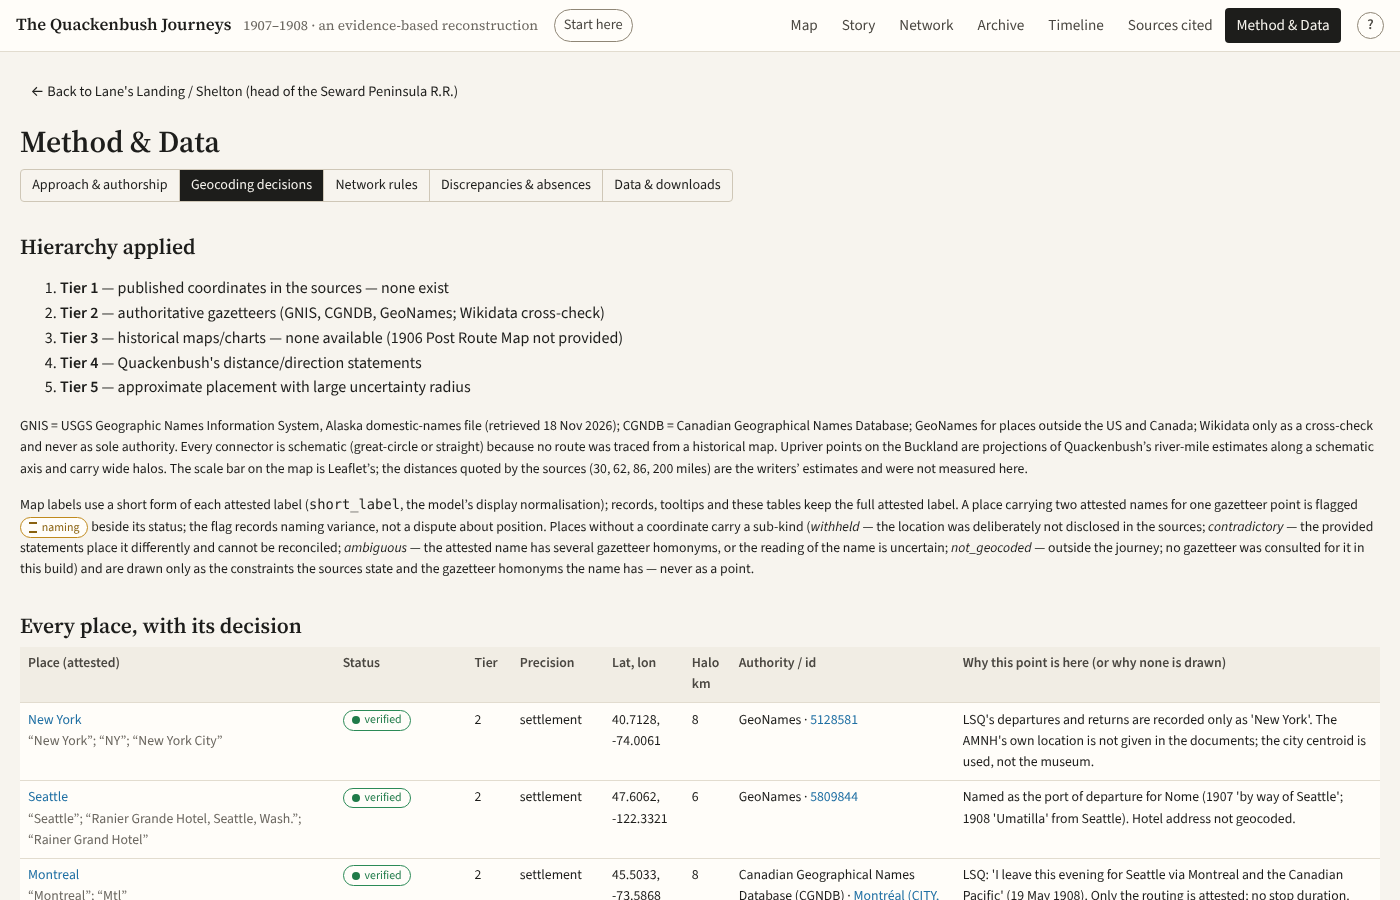 The Quackenbush Journeys 1907–1908 · an evidence-based reconstruction Start here Map Story Network Archive Timeline Sources cited Method & Data ?
← Back to Lane's Landing / Shelton (head of the Seward Peninsula R.R.)
Method & Data
Approach & authorship Geocoding decisions Network rules Discrepancies & absences Data & downloads
Hierarchy applied
1. Tier 1 — published coordinates in the sources — none exist
2. Tier 2 — authoritative gazetteers (GNIS, CGNDB, GeoNames; Wikidata cross-check)
3. Tier 3 — historical maps/charts — none available (1906 Post Route Map not provided)
4. Tier 4 — Quackenbush's distance/direction statements
5. Tier 5 — approximate placement with large uncertainty radius
GNIS = USGS Geographic Names Information System, Alaska domestic-names file (retrieved 18 Nov 2026); CGNDB = Canadian Geographical Names Database; GeoNames for places outside the US and Canada; Wikidata only as a cross-check
and never as sole authority. Every connector is schematic (great-circle or straight) because no route was traced from a historical map. Upriver points on the Buckland are projections of Quackenbush's river-mile estimates along a schematic
axis and carry wide halos. The scale bar on the map is Leaflet's; the distances quoted by the sources (30, 62, 86, 200 miles) are the writers’ estimates and were not measured here.
Map labels use a short form of each attested label (short_label, the model’s display normalisation); records, tooltips and these tables keep the full attested label. A place carrying two attested names for one gazetteer point is flagged
naming beside its status; the flag records naming variance, not a dispute about position. Places without a coordinate carry a sub-kind (withheld — the location was deliberately not disclosed in the sources; contradictory — the provided
statements place it differently and cannot be reconciled; ambiguous — the attested name has several gazetteer homonyms, or the reading of the name is uncertain; not_geocoded — outside the journey; no gazetteer was consulted for it in
this build) and are drawn only as the constraints the sources state and the gazetteer homonyms the name has — never as a point.
Every place, with its decision
Place (attested) Status Tier Precision Lat, lon Halo km Authority / id Why this point is here (or why none is drawn)
New York verified 2 settlement 40.7128, 8 GeoNames · 5128581 LSQ's departures and returns are recorded only as 'New York'. The
“New York”; “NY”; “New York City” -74.0061 AMNH's own location is not given in the documents; the city centroid is
used, not the museum.
Seattle verified 2 settlement 47.6062, 6 GeoNames · 5809844 Named as the port of departure for Nome (1907 'by way of Seattle';
“Seattle”; “Ranier Grande Hotel, Seattle, Wash.”; -122.3321 1908 'Umatilla' from Seattle). Hotel address not geocoded.
“Rainer Grand Hotel”
Montreal verified 2 settlement 45.5033, 8 Canadian Geographical Names LSQ: 'I leave this evening for Seattle via Montreal and the Canadian
“Montreal”; “Mtl” -73.5868 Database (CGNDB) · Montréal (CITY, Pacific' (19 May 1908). Only the routing is attested; no stop duration.